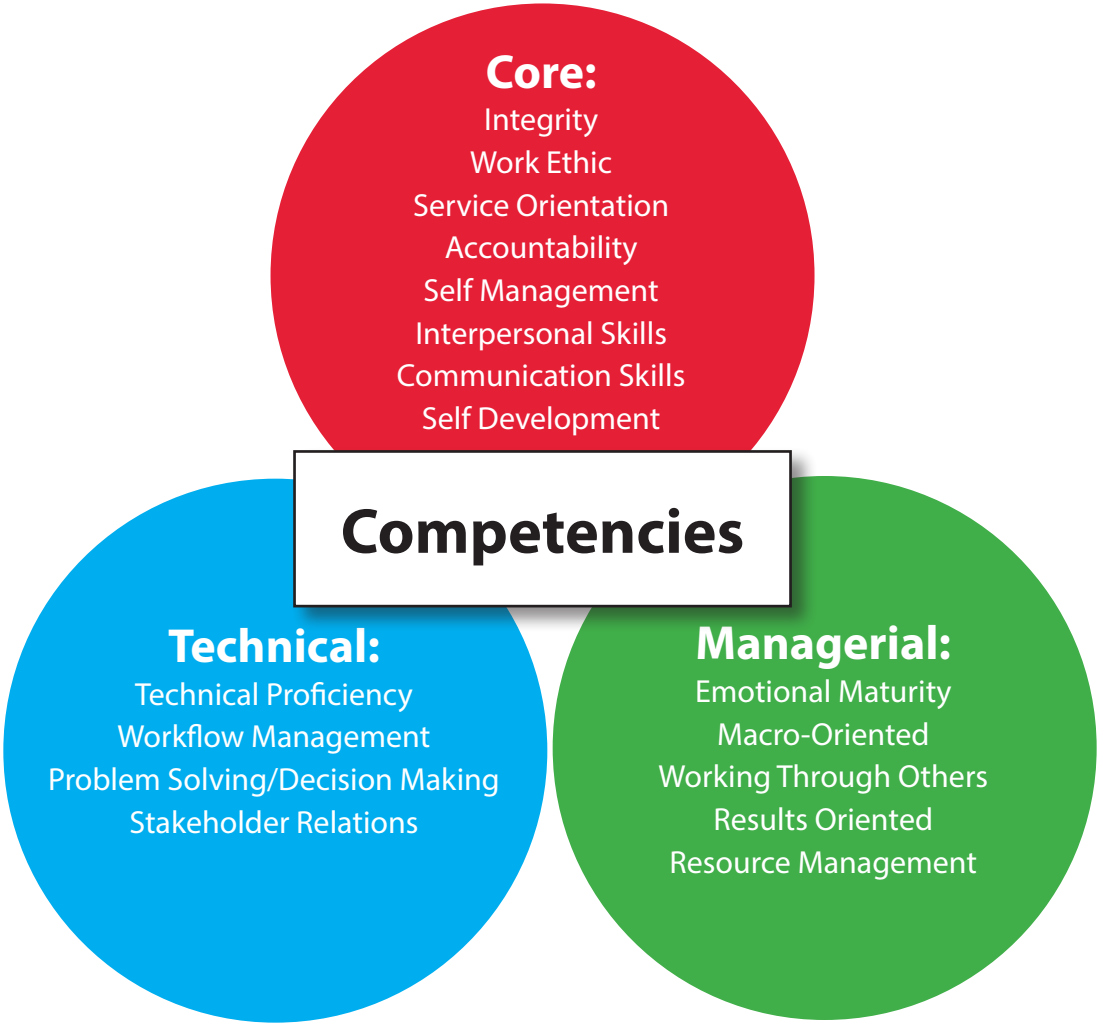 Core:
Integrity
Work Ethic
Service Orientation
Accountability
Self Management
Interpersonal Skills
Communication Skills
Self Development
Competencies
Technical:
Technical Proficiency
Workflow Management
Problem Solving/Decision Making
Stakeholder Relations
Managerial:
Emotional Maturity
Macro-Oriented
Working Through Others
Results Oriented
Resource Management